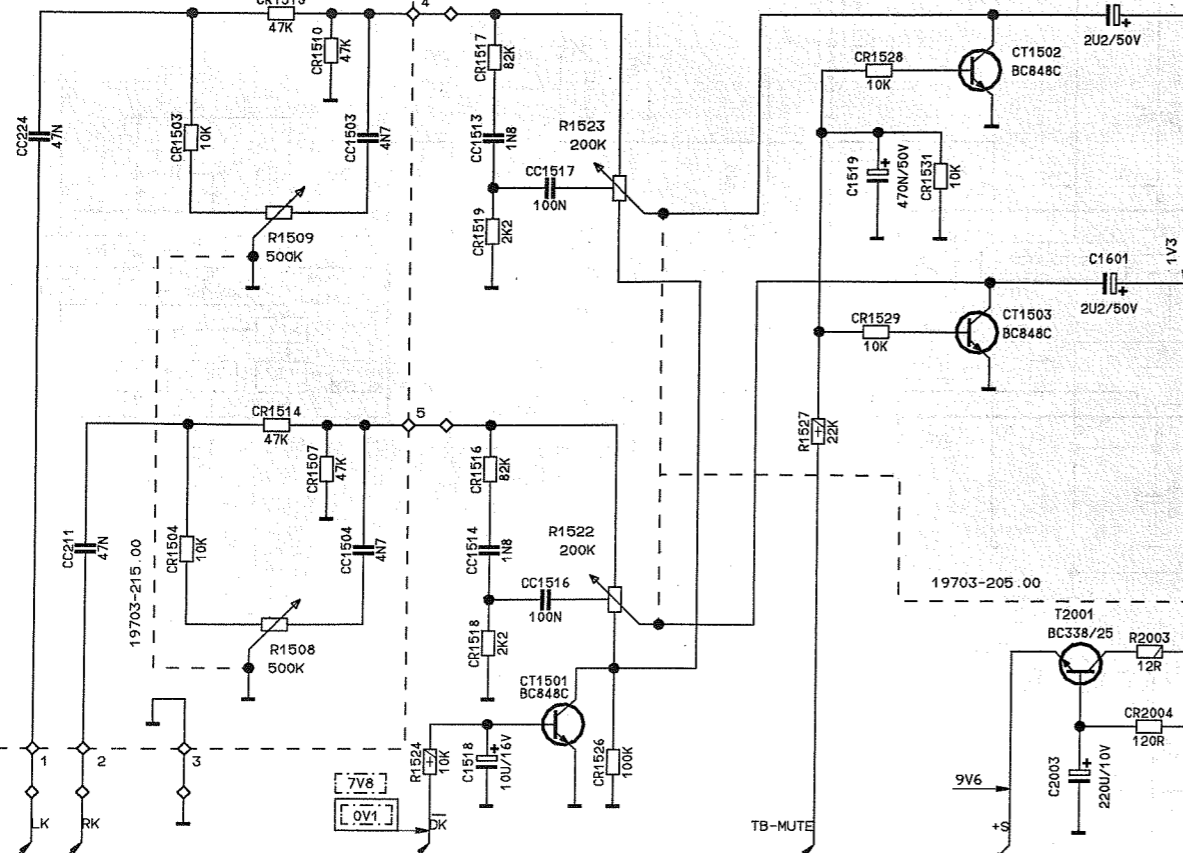 47K
4
CR1510
47K
CR1517
82K
2U2/50V
CR1528
10K
CT1502
BC848C
CC224
47N
CR1503
10K
CC1503
4N7
CC1513
1N8
R1523
200K
CC1517
100N
C1519
470N/50V
CR1531
10K
R1509
500K
CR1519
2K2
1V3
C1601
2U2/50V
CR1529
10K
CT1503
BC848C
CR1514
47K
5
CR1507
47K
CR1516
82K
R1527
22K
CC211
47N
CR1504
10K
CC1504
4N7
CC1514
1N8
R1522
200K
CC1516
100N
19703-215.00
19703-205.00
R1508
500K
CR1518
2K2
T2001
BC338/25
R2003
12R
CT1501
BC848C
CR2004
120R
R1524
10K
C1518
10U/16V
CR1526
100K
C2003
220U/10V
1
2
3
7V8
0V1
9V6
LK
RK
DK
TB-MUTE
+S